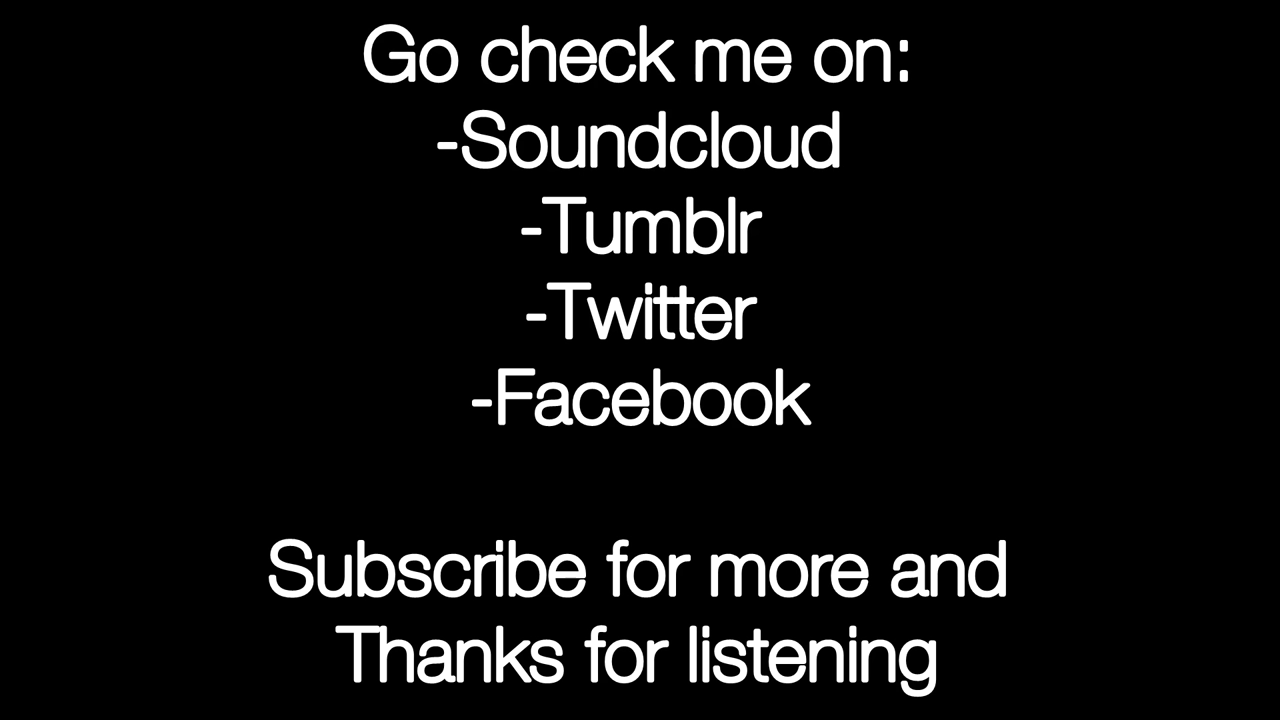 Go check me on:
-Soundcloud
-Tumblr
-Twitter
-Facebook
Subscribe for more and
Thanks for listening